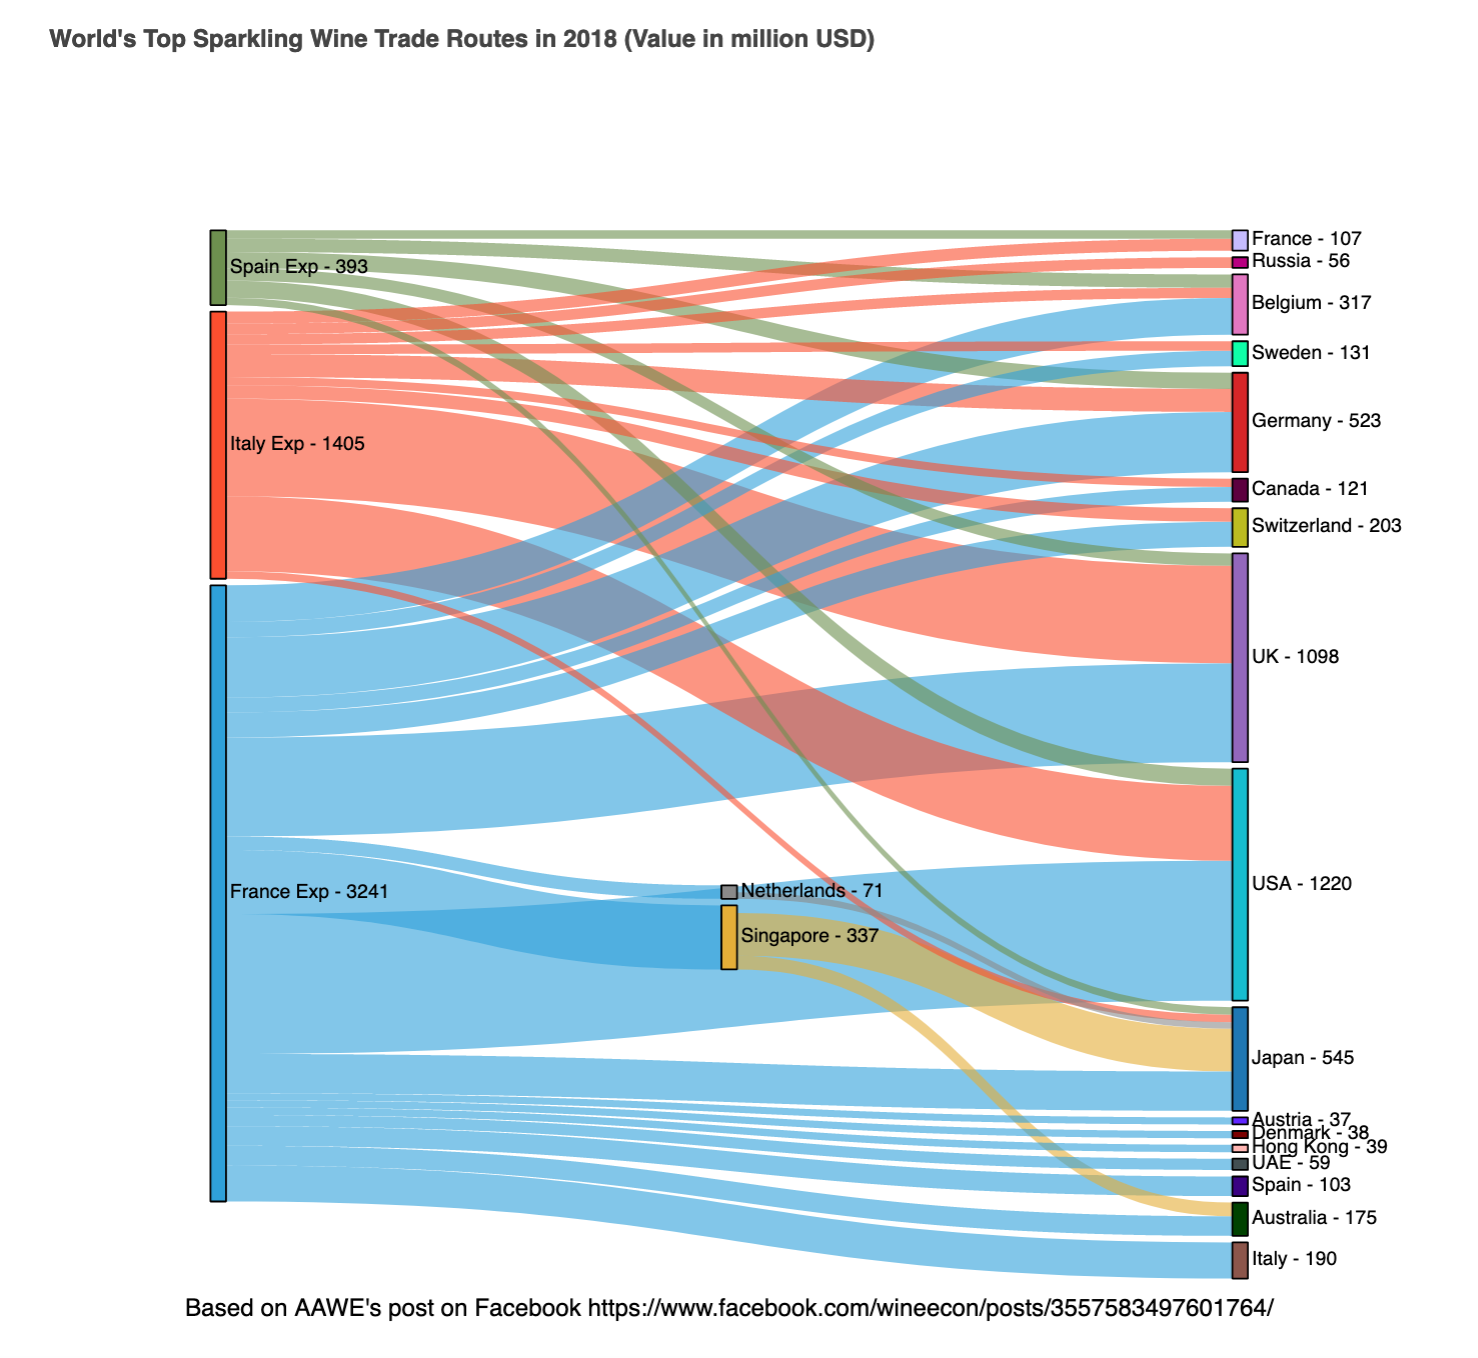 World's Top Sparkling Wine Trade Routes in 2018 (Value in million USD)
France - 107
Russia - 56
Spain Exp - 393
Belgium - 317
Sweden - 131
Germany - 523
Italy Exp - 1405
Canada - 121
Switzerland - 203
UK - 1098
USA - 1220
France Exp - 3241
Netherlands - 71
Singapore - 337
Japan - 545
Austria - 37
Denmark - 38
Hong Kong - 39
UAE - 59
Spain - 103
Australia - 175
Italy - 190
Based on AAWE's post on Facebook https://www.facebook.com/wineecon/posts/3557583497601764/